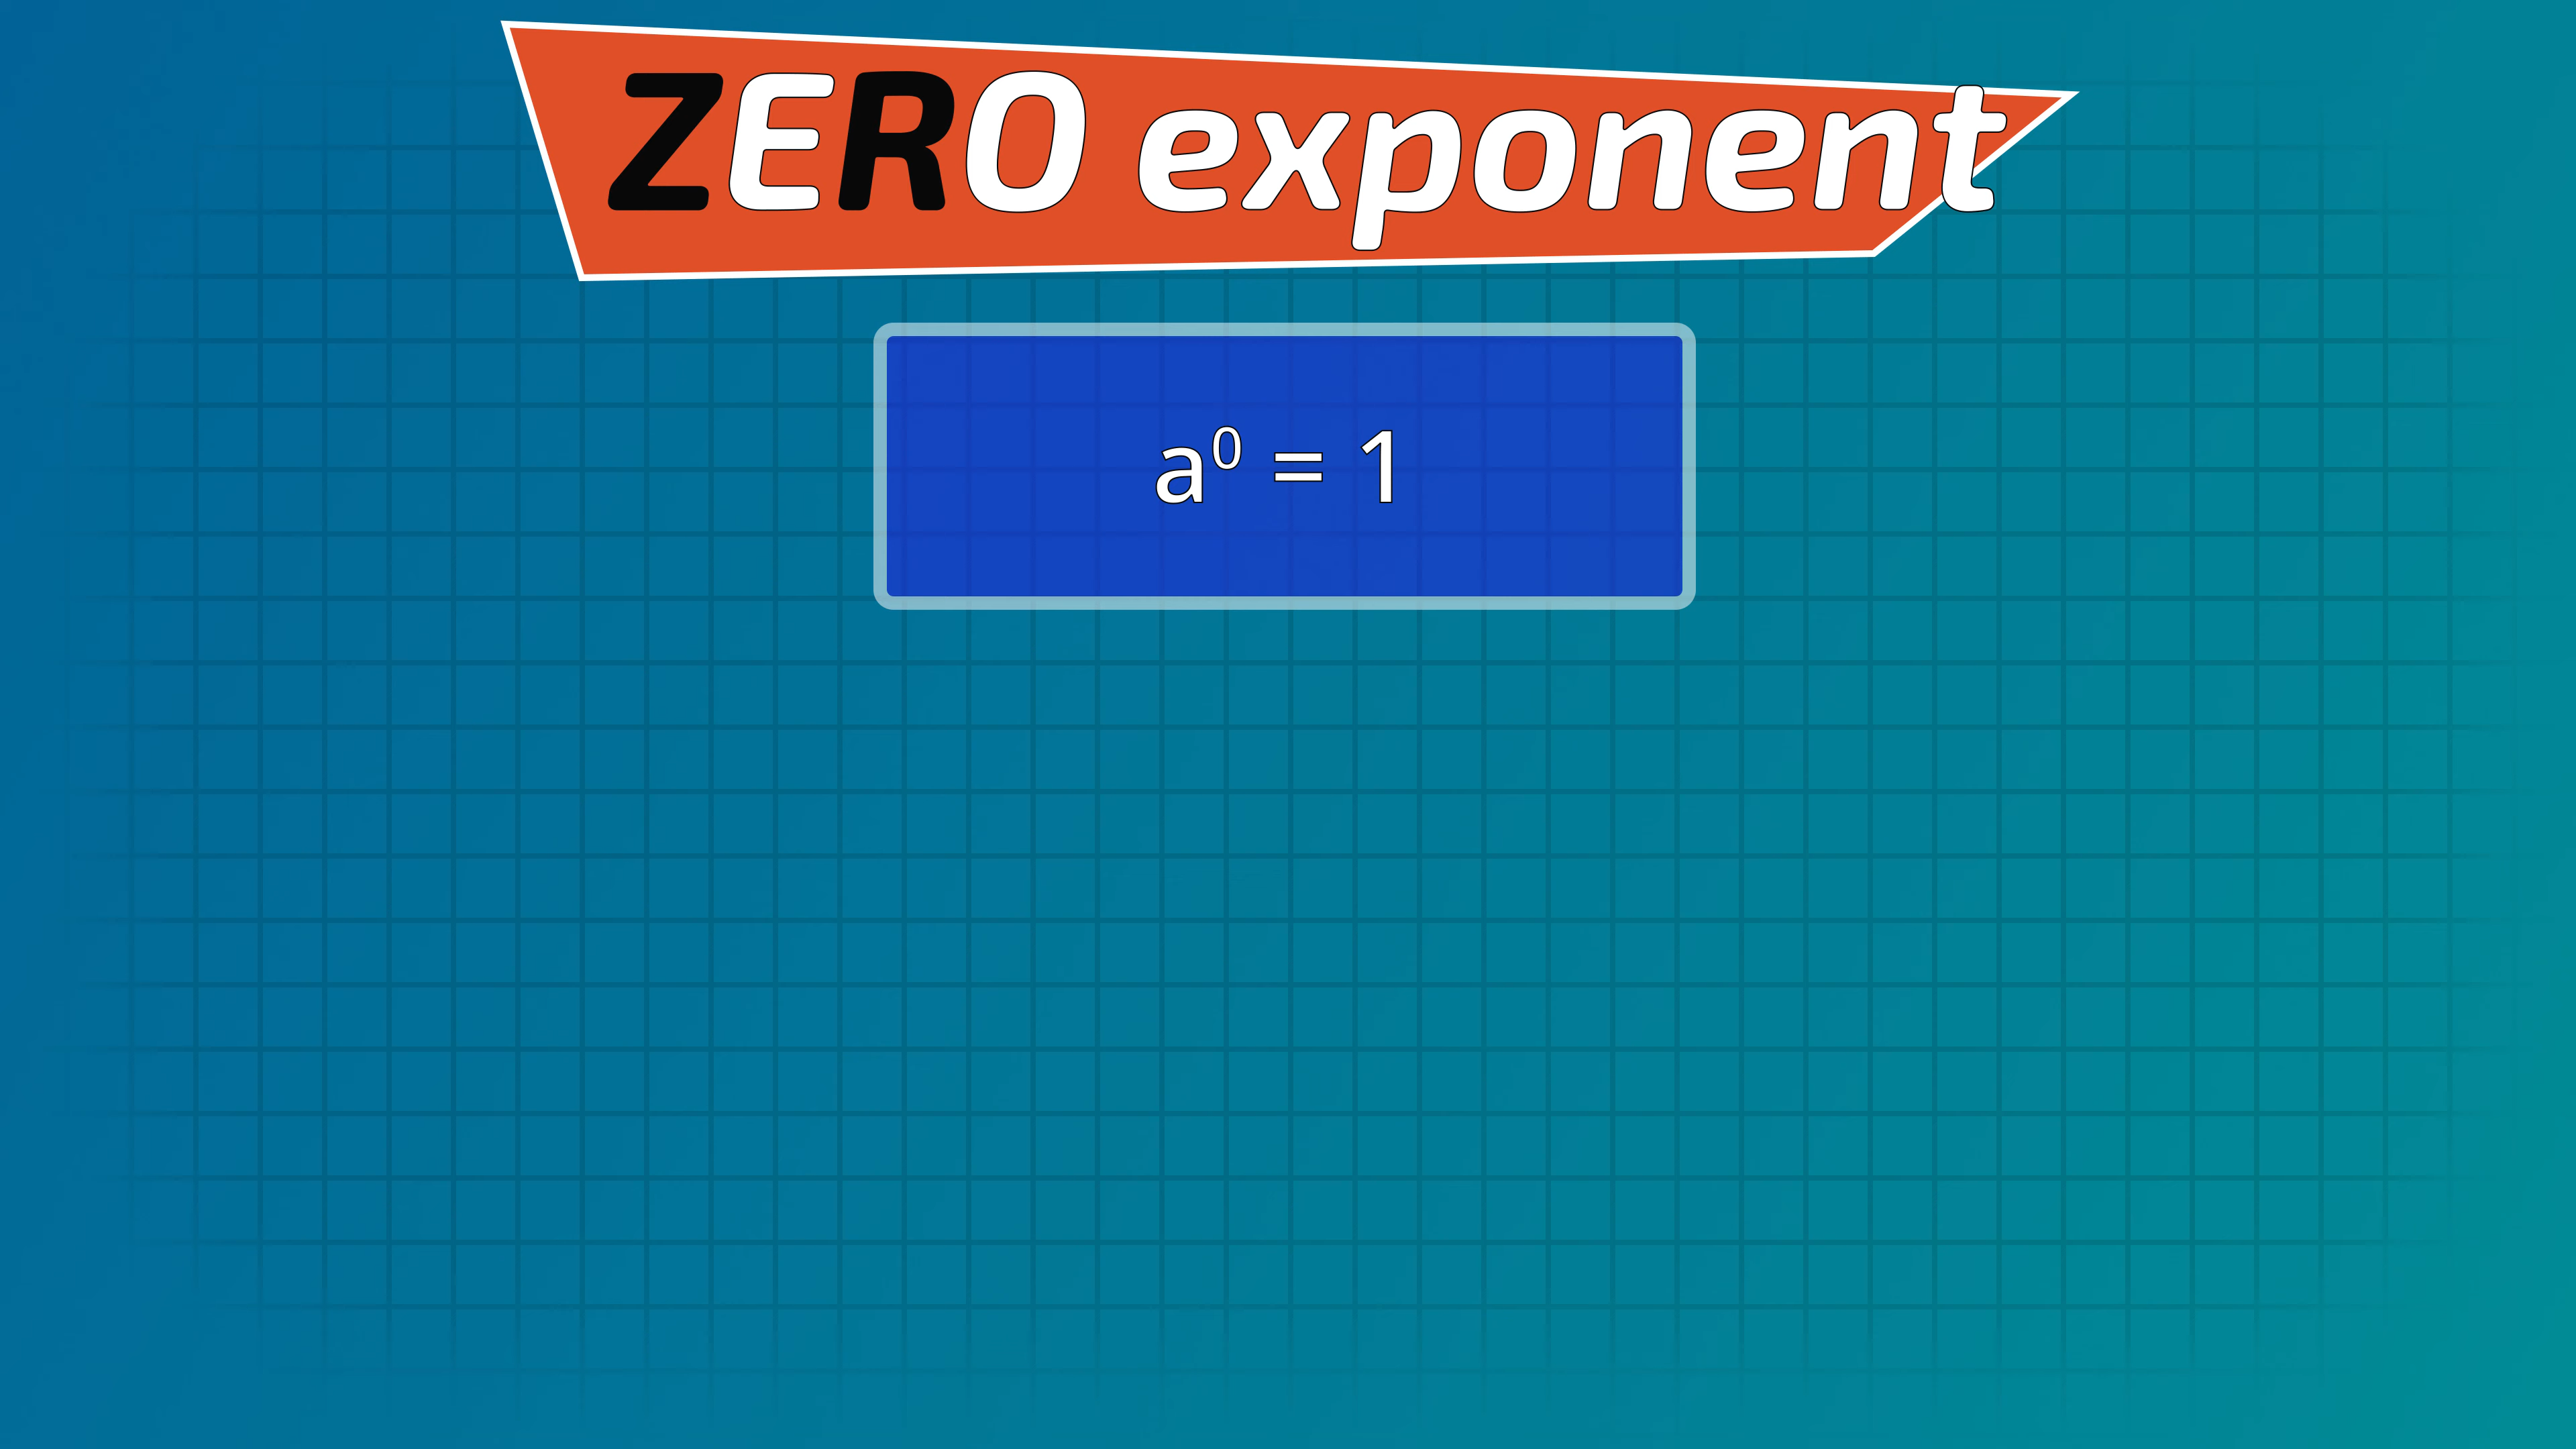 ZERO exponent
a⁰ = 1